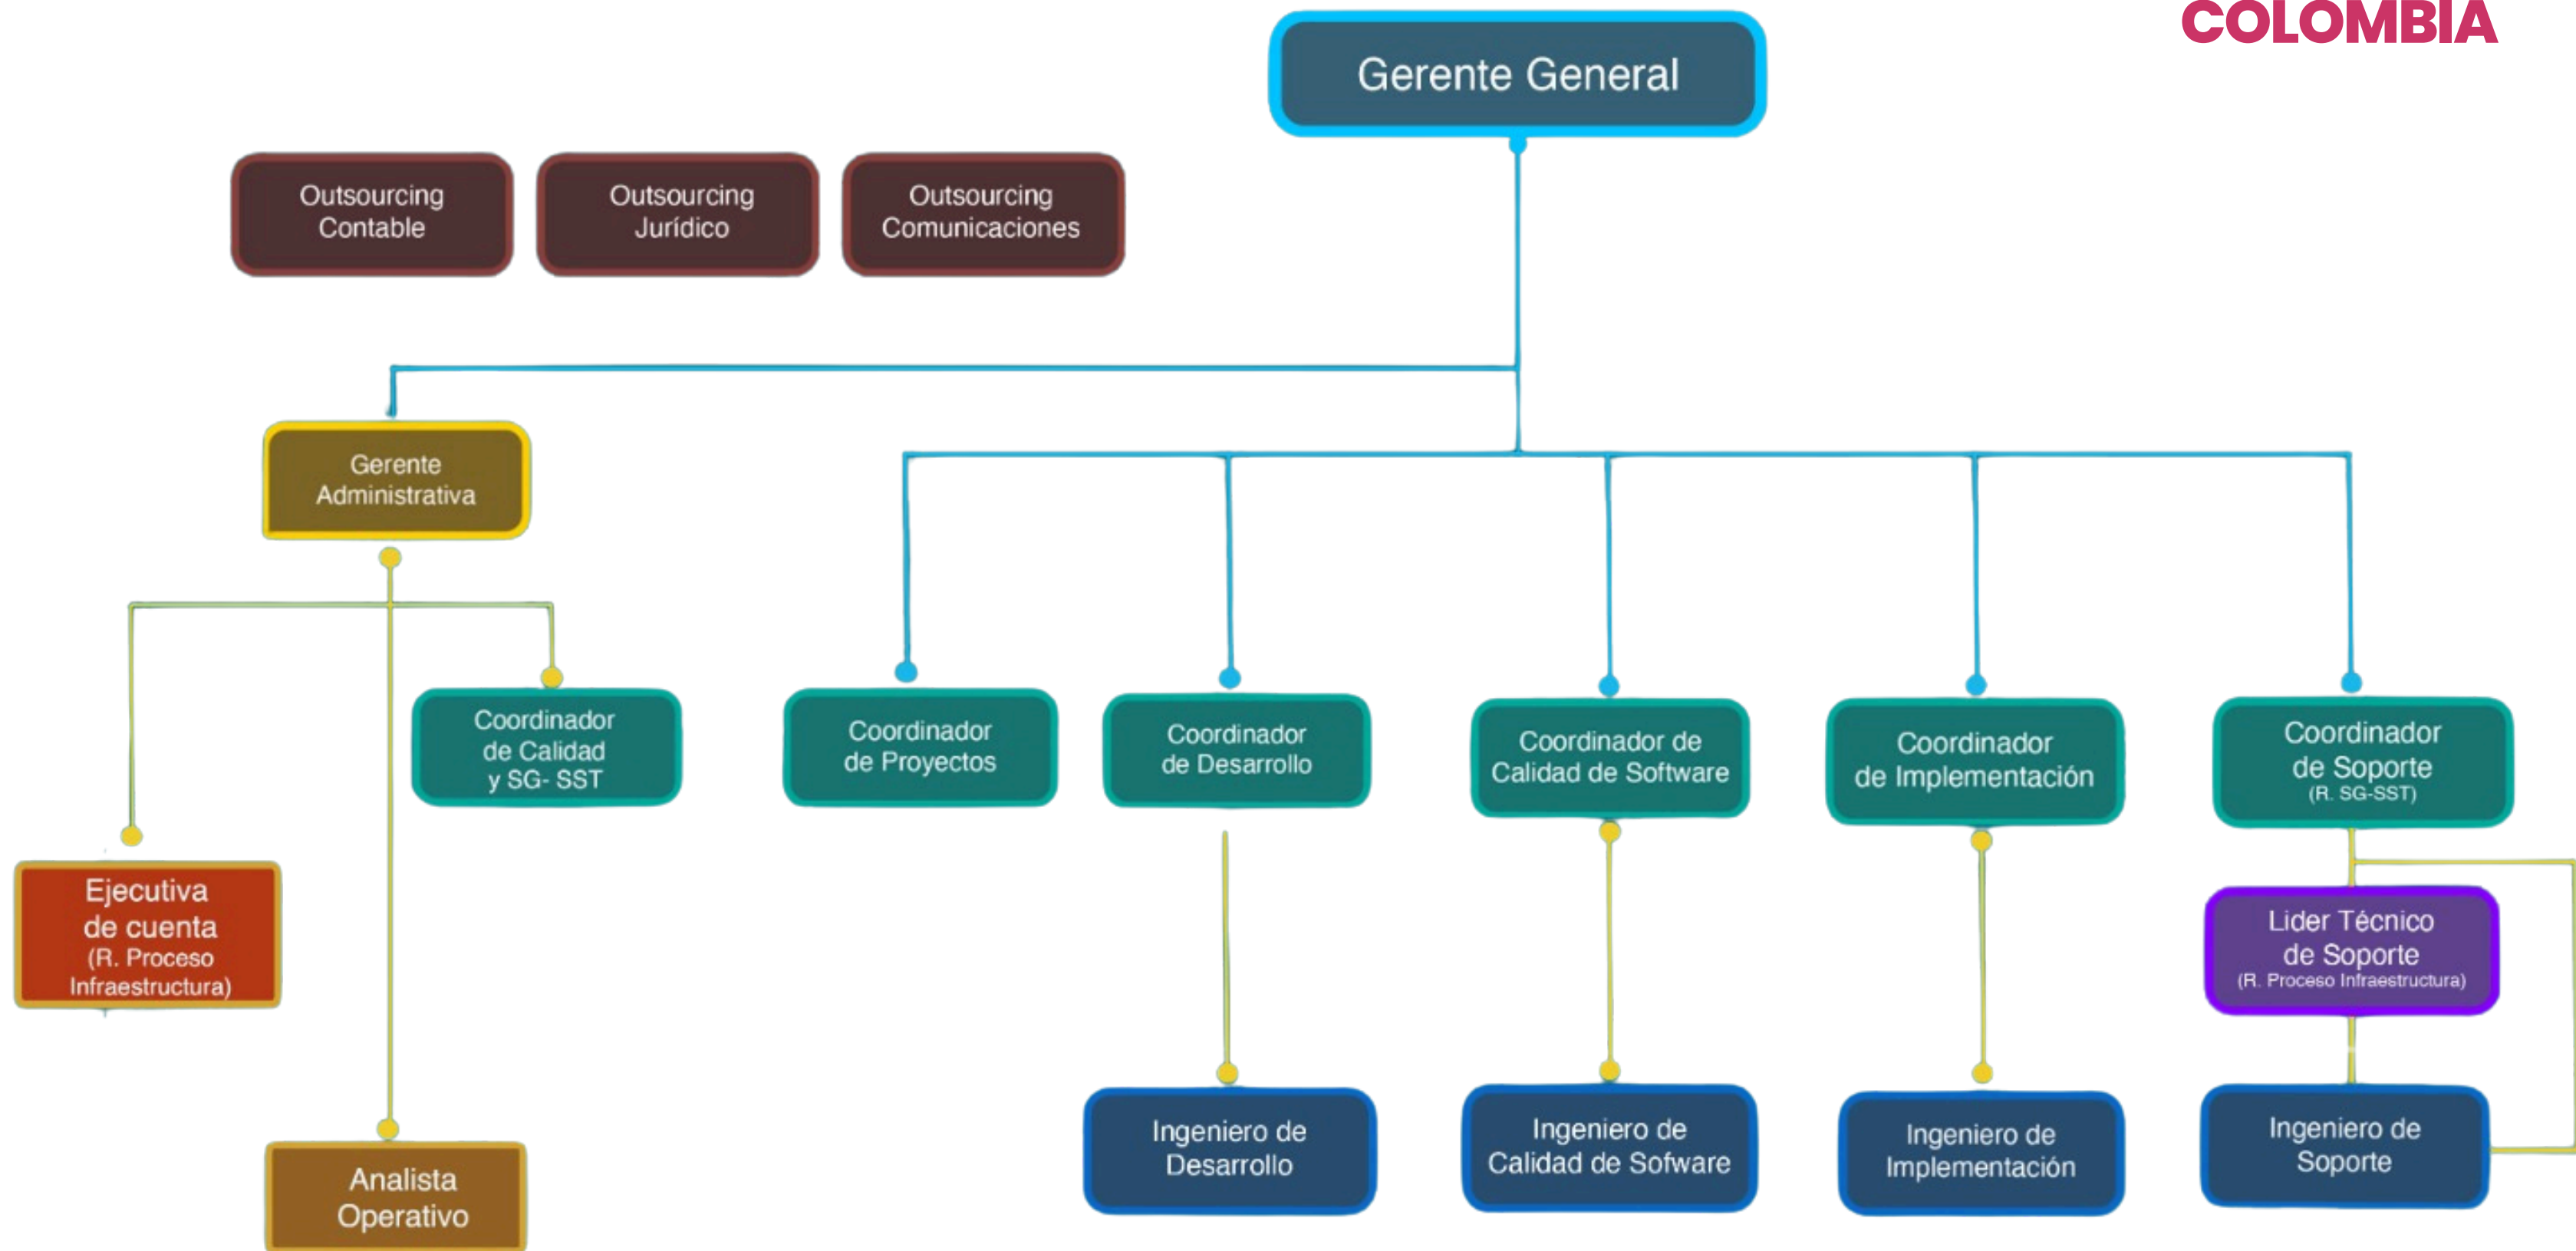 COLOMBIA
Gerente General
Outsourcing
Contable
Outsourcing
Jurídico
Outsourcing
Comunicaciones
Gerente
Administrativa
Coordinador
de Calidad
y SG- SST
Coordinador
de Proyectos
Coordinador
de Desarrollo
Coordinador de
Calidad de Software
Coordinador
de Implementación
Coordinador
de Soporte
(R. SG-SST)
Ejecutiva
de cuenta
(R. Proceso
Infraestructura)
Lider Técnico
de Soporte
(R. Proceso Infraestructura)
Analista
Operativo
Ingeniero de
Desarrollo
Ingeniero de
Calidad de Sofware
Ingeniero de
Implementación
Ingeniero de
Soporte